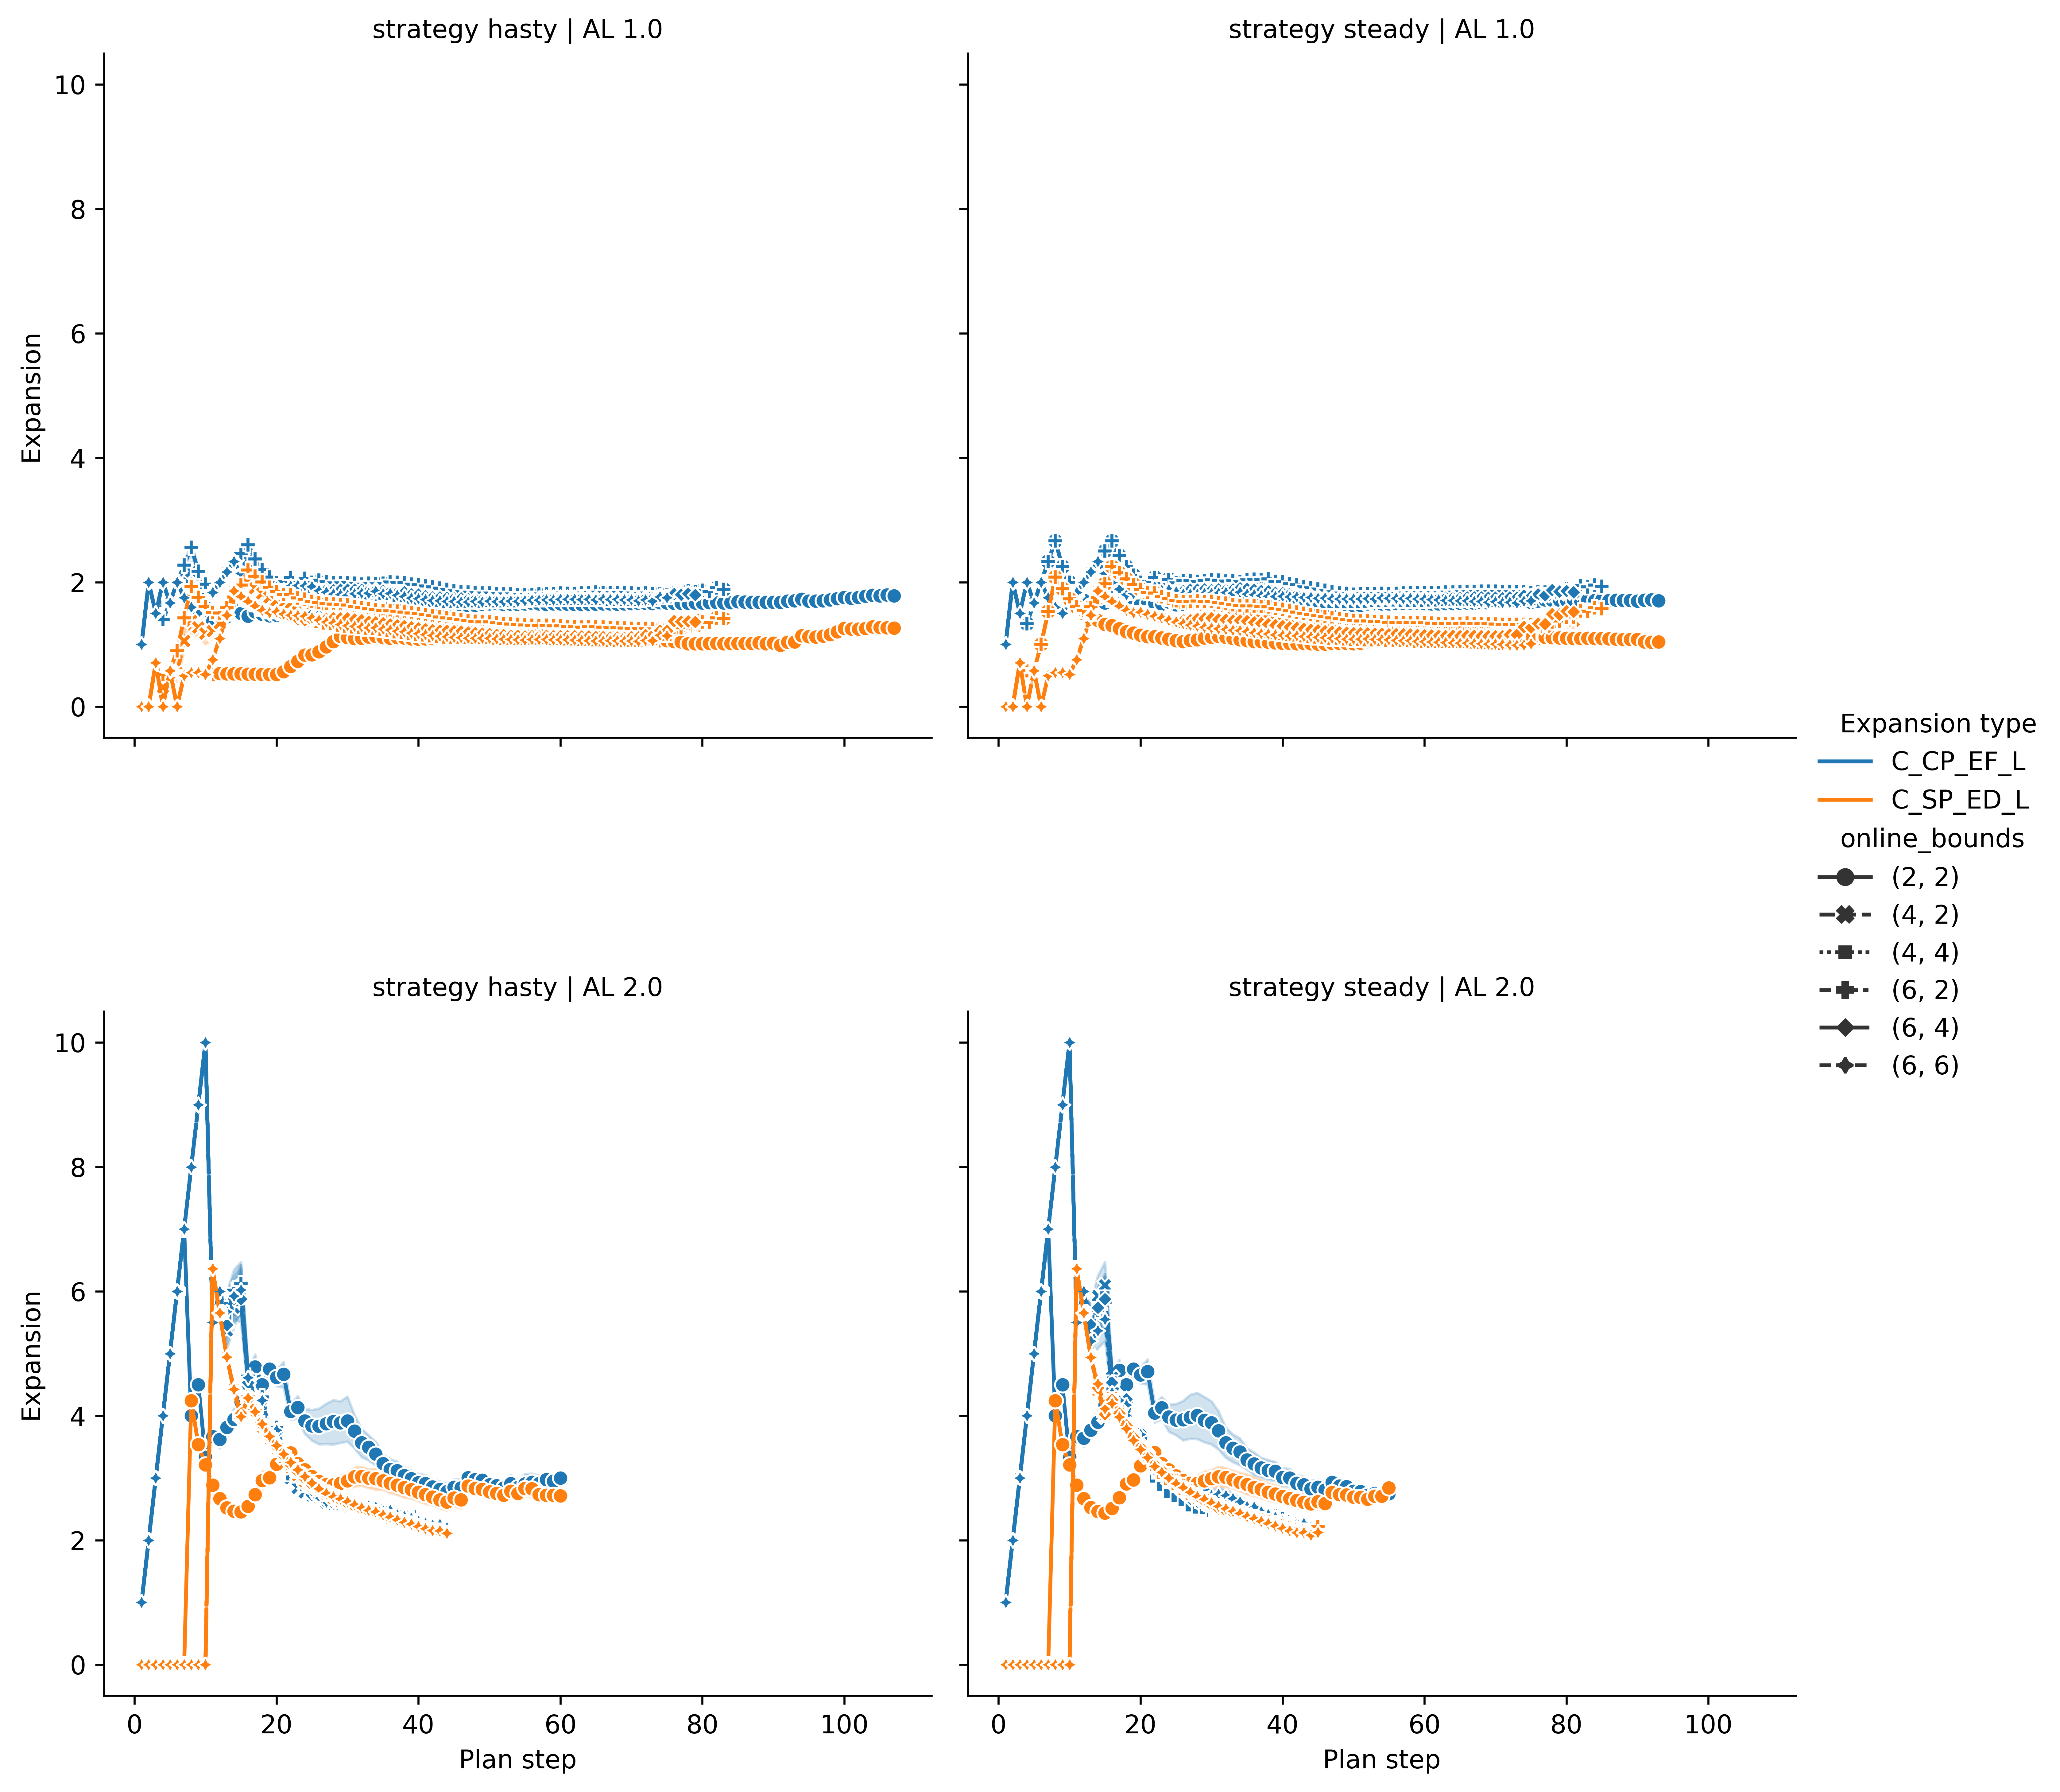 strategy hasty | AL 1.0
strategy steady | AL 1.0
10
8
6
4
2
0
Expansion
Expansion type
C_CP_EF_L
C_SP_ED_L
online_bounds
(2, 2)
(4, 2)
(4, 4)
(6, 2)
(6, 4)
(6, 6)
strategy hasty | AL 2.0
strategy steady | AL 2.0
10
8
6
4
2
0
Expansion
0 20 40 60 80 100
0 20 40 60 80 100
Plan step
Plan step